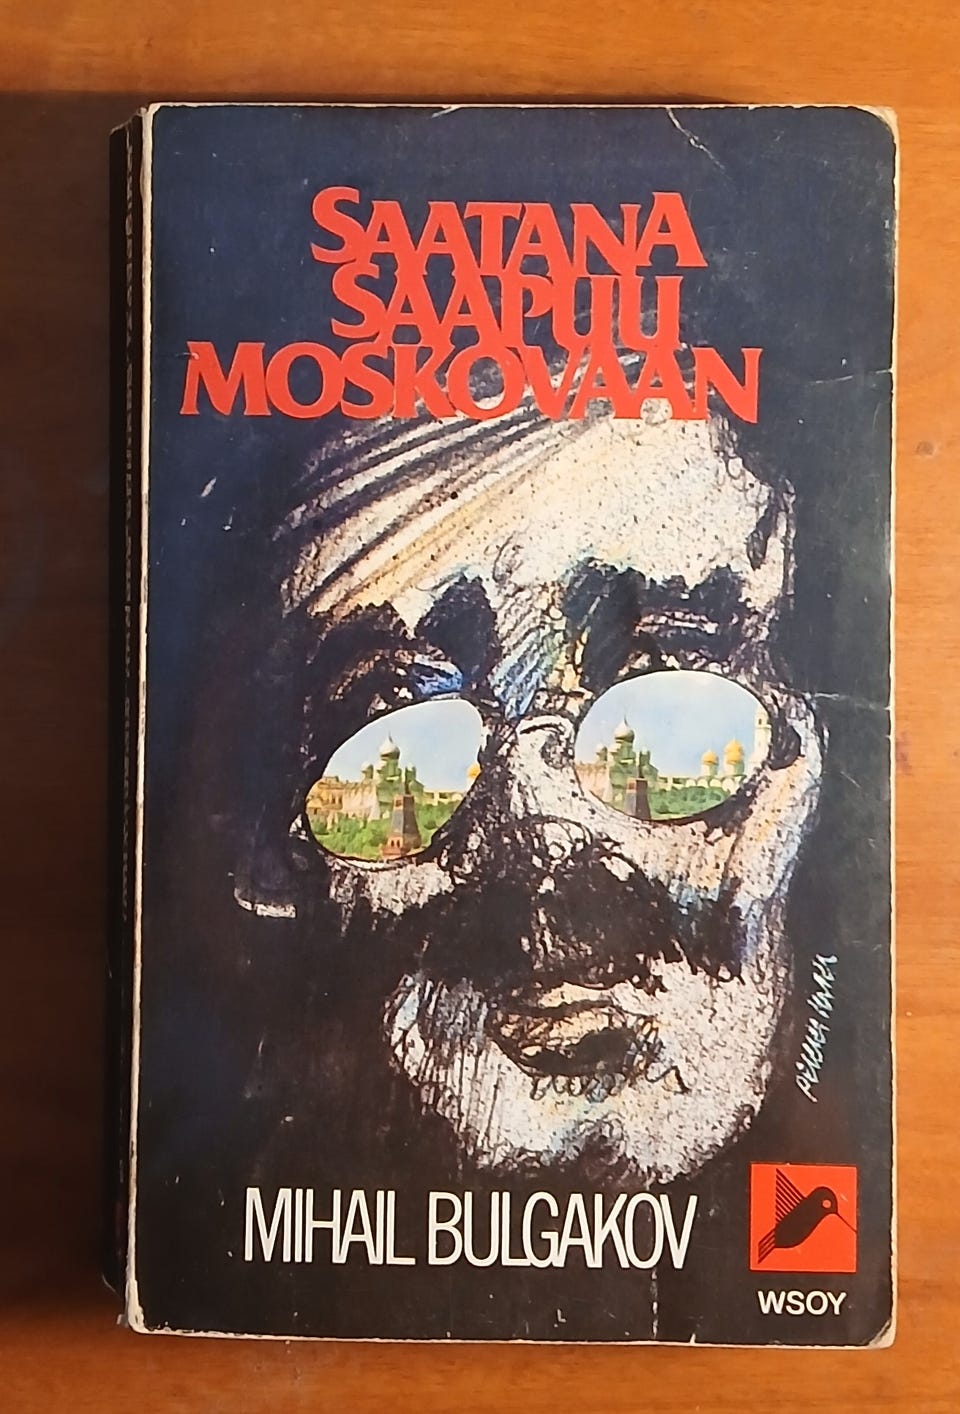 SAATANA
SAAPUU
MOSKOVAAN
MIHAIL BULGAKOV
WSOY